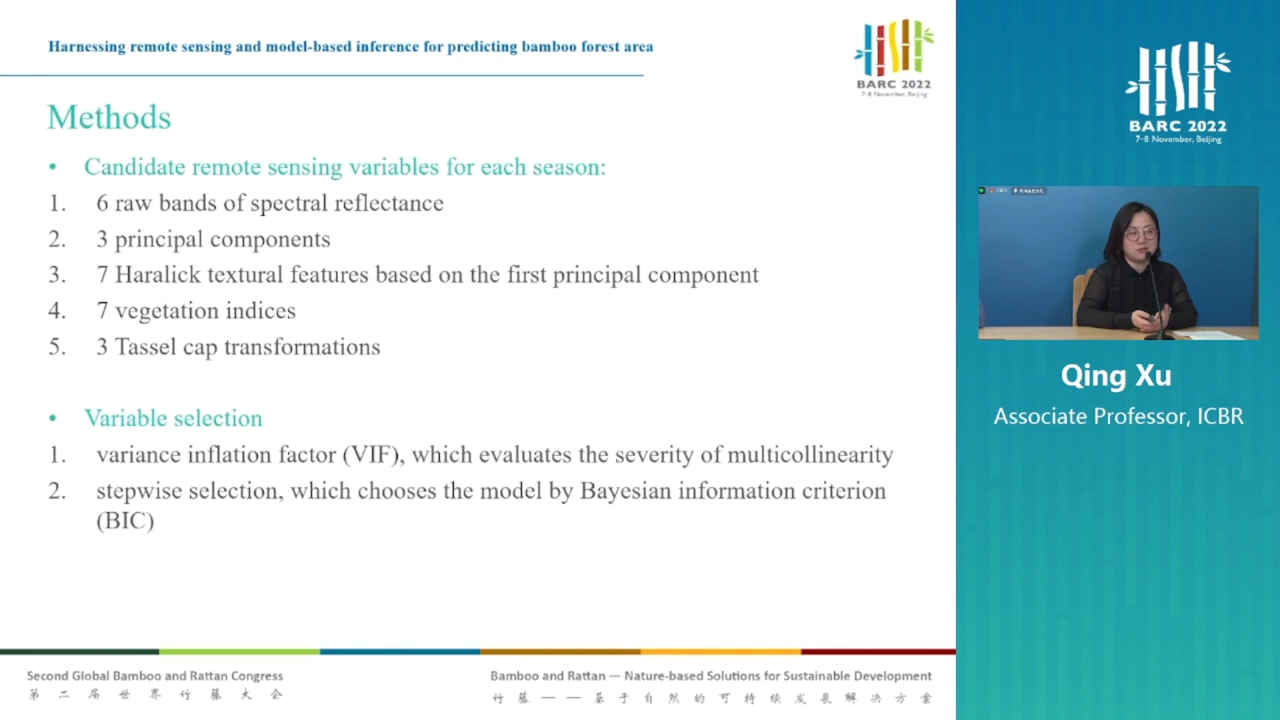 Harnessing remote sensing and model-based inference for predicting bamboo forest area
BARC 2022
7-8 November, Beijing
Methods
• Candidate remote sensing variables for each season:
1. 6 raw bands of spectral reflectance
2. 3 principal components
3. 7 Haralick textural features based on the first principal component
4. 7 vegetation indices
5. 3 Tassel cap transformations
• Variable selection
1. variance inflation factor (VIF), which evaluates the severity of multicollinearity
2. stepwise selection, which chooses the model by Bayesian information criterion
(BIC)
Second Global Bamboo and Rattan Congress
第二届世界竹藤大会
Bamboo and Rattan — Nature-based Solutions for Sustainable Development
竹藤——基于自然的可持续发展解决方案
BARC 2022
7-8 November, Beijing
Qing Xu
Associate Professor, ICBR